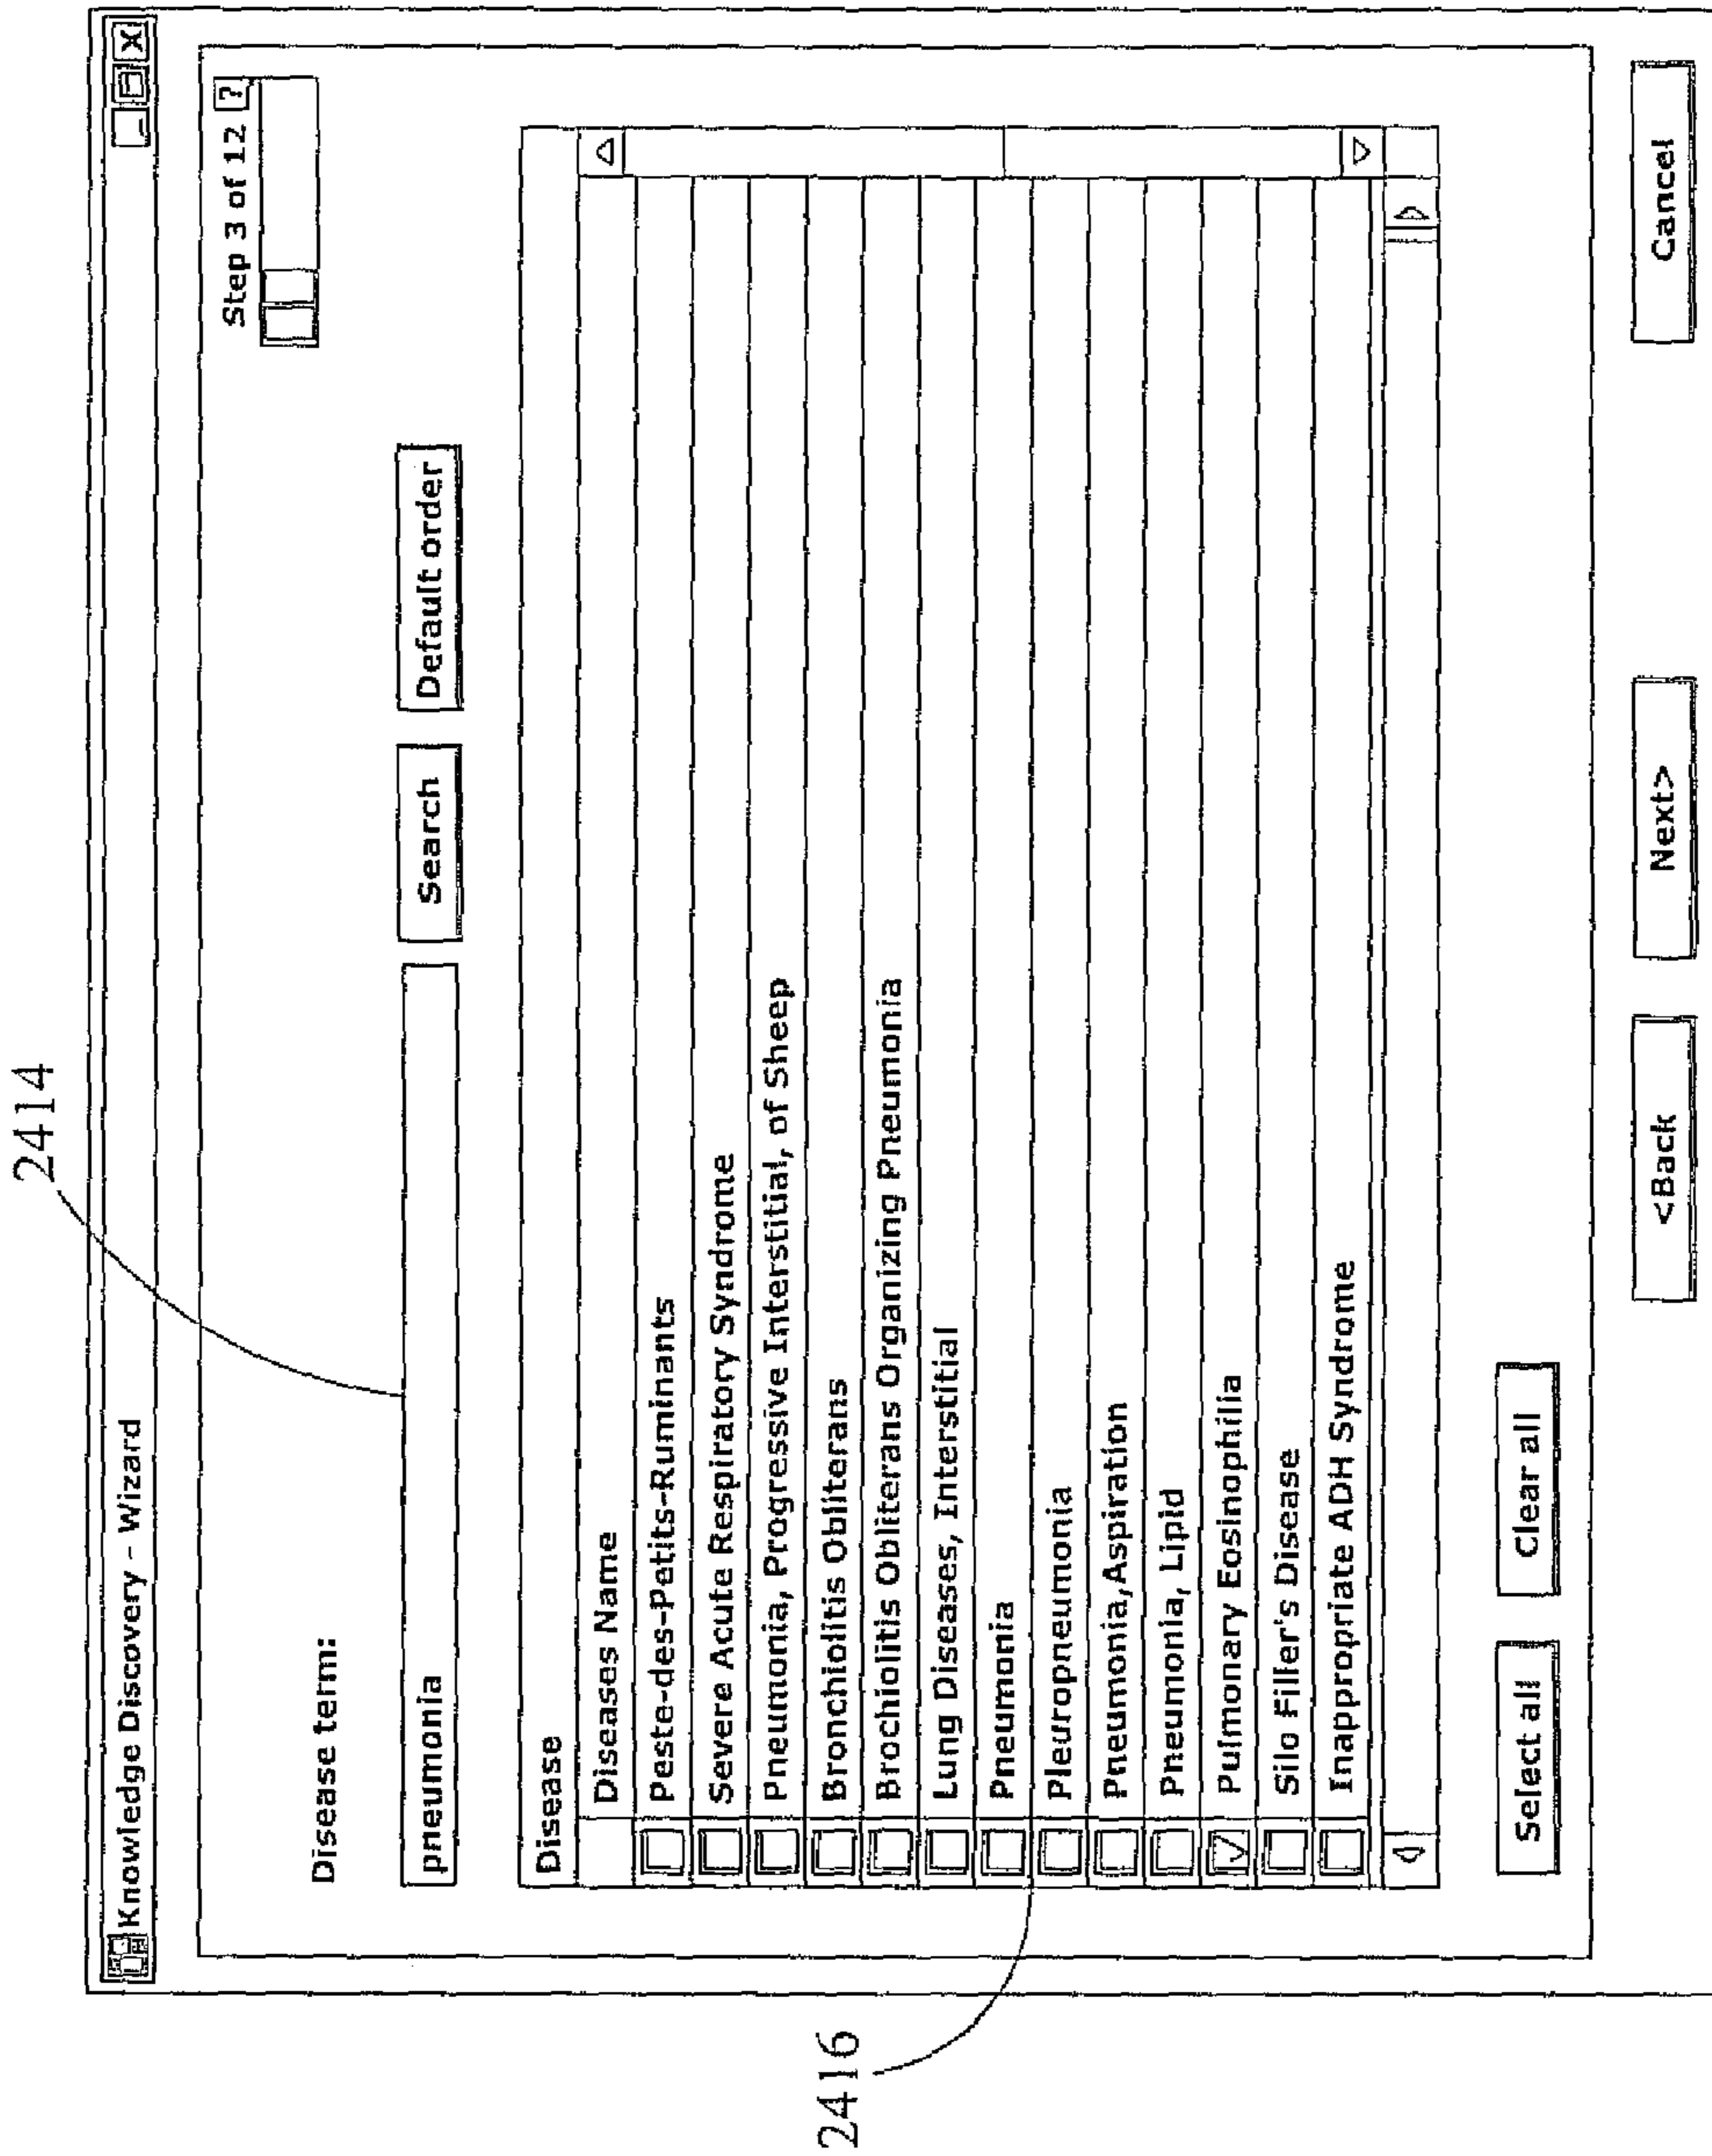 2414
Knowledge Discovery - Wizard
Step 3 of 12 ?
Disease term:
pneumonia
Search
Default order
Disease
Diseases Name
Peste-des-Petits-Ruminants
Severe Acute Respiratory Syndrome
Pneumonia, Progressive Interstitial, of Sheep
Bronchiolitis Obliterans
Brochiolitis Obliterans Organizing Pneumonia
Lung Diseases, Interstitial
Pneumonia
Pleuropneumonia
Pneumonia,Aspiration
Pneumonia, Lipid
Pulmonary Eosinophilia
Silo Filler's Disease
Inappropriate ADH Syndrome
2416
Select all
Clear all
<Back
Next>
Cancel